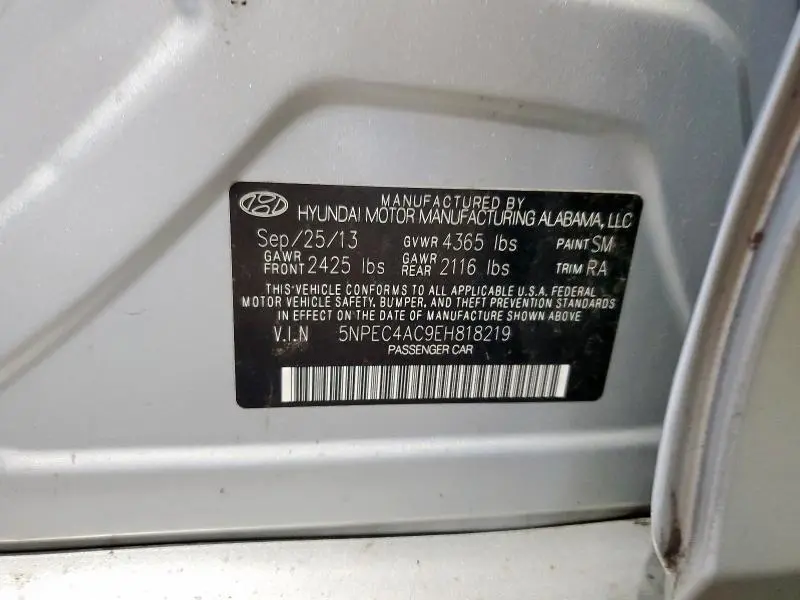 MANUFACTURED BY
HYUNDAI MOTOR MANUFACTURING ALABAMA, LLC
Sep/25/13 GVWR 4365 lbs PAINT SM
GAWR FRONT 2425 lbs GAWR REAR 2116 lbs TRIM RA
THIS VEHICLE CONFORMS TO ALL APPLICABLE U.S.A. FEDERAL
MOTOR VEHICLE SAFETY, BUMPER, AND THEFT PREVENTION STANDARDS
IN EFFECT ON THE DATE OF MANUFACTURE SHOWN ABOVE
V.I.N 5NPEC4AC9EH818219
PASSENGER CAR